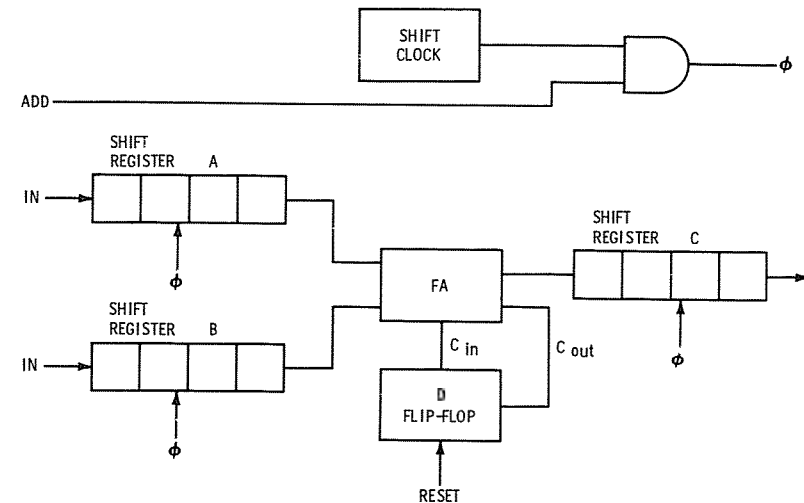 SHIFT
CLOCK
ϕ
ADD
SHIFT
REGISTER A
IN
ϕ
SHIFT
REGISTER C
FA
ϕ
SHIFT
REGISTER B
IN
C in
C out
ϕ
D
FLIP-FLOP
RESET